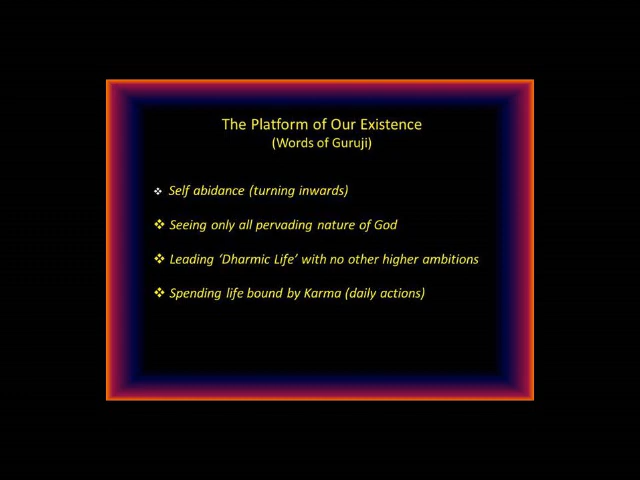 The Platform of Our Existence
(Words of Guruji)
❖ Self abidance (turning inwards)
❖ Seeing only all pervading nature of God
❖ Leading ‘Dharmic Life’ with no other higher ambitions
❖ Spending life bound by Karma (daily actions)